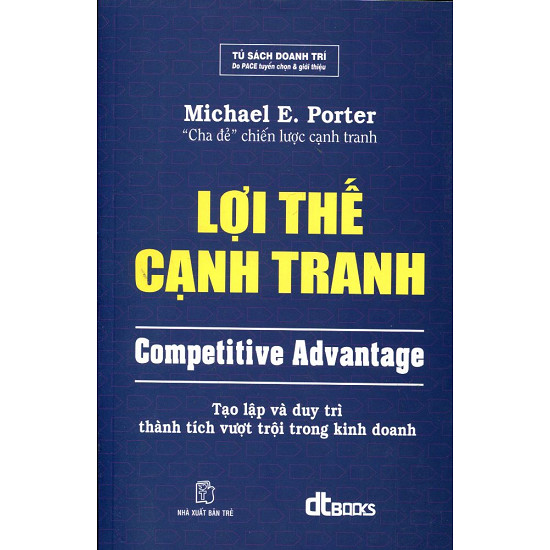 TỦ SÁCH DOANH TRÍ
Do PACE tuyển chọn & giới thiệu
Michael E. Porter
“Cha đẻ” chiến lược cạnh tranh
LỢI THẾ
CẠNH TRANH
Competitive Advantage
Tạo lập và duy trì
thành tích vượt trội trong kinh doanh
NHÀ XUẤT BẢN TRẺ
dtBOOKS